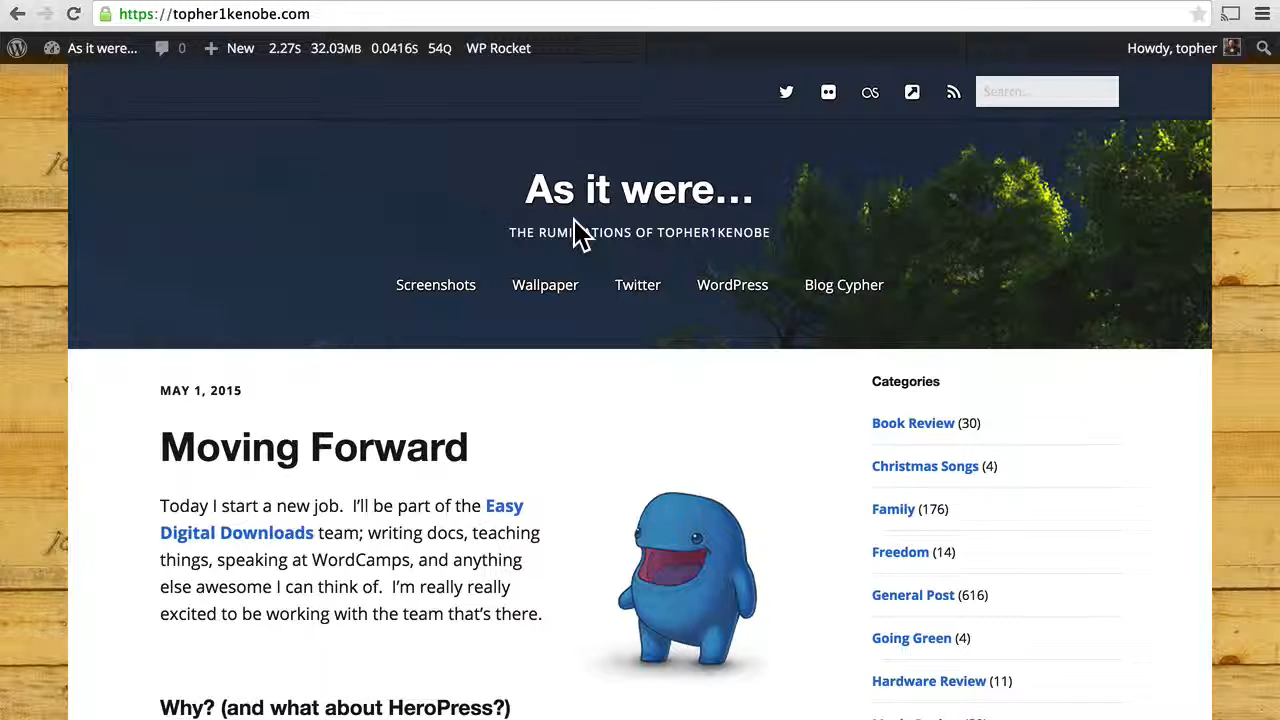 https://topher1kenobe.com
As it were... 0 New 2.27s 32.03MB 0.0416s 54Q WP Rocket Howdy, topher
Search...
As it were...
THE RUMINATIONS OF TOPHER1KENOBE
Screenshots Wallpaper Twitter WordPress Blog Cypher
MAY 1, 2015
Moving Forward
Today I start a new job. I'll be part of the Easy
Digital Downloads team; writing docs, teaching
things, speaking at WordCamps, and anything
else awesome I can think of. I'm really really
excited to be working with the team that's there.
Why? (and what about HeroPress?)
Categories
Book Review (30)
Christmas Songs (4)
Family (176)
Freedom (14)
General Post (616)
Going Green (4)
Hardware Review (11)